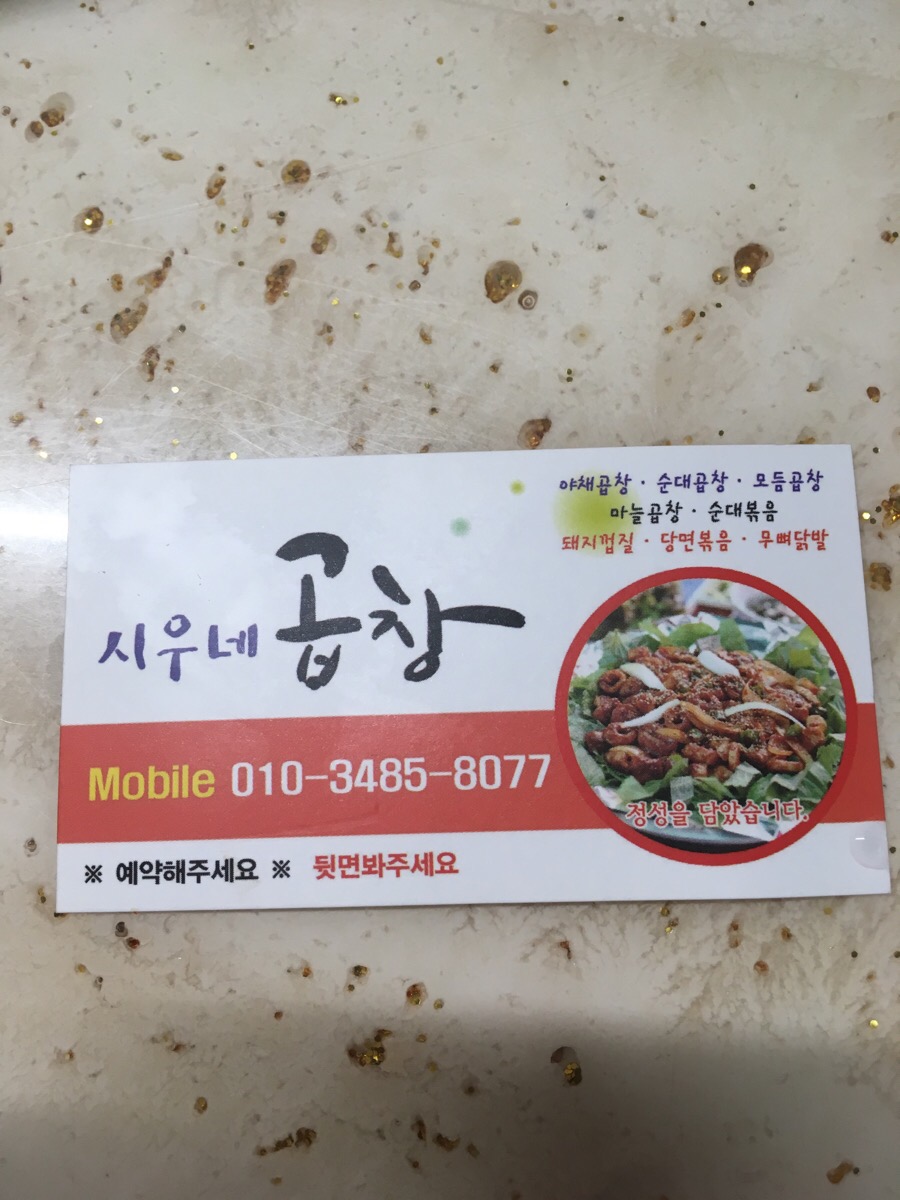 야채곱창 · 순대곱창 · 모듬곱창
마늘곱창 · 순대볶음
돼지껍질 · 당면볶음 · 무뼈닭발
시우네 곱창
Mobile 010-3485-8077
정성을 담았습니다.
※ 예약해주세요 ※ 뒷면봐주세요